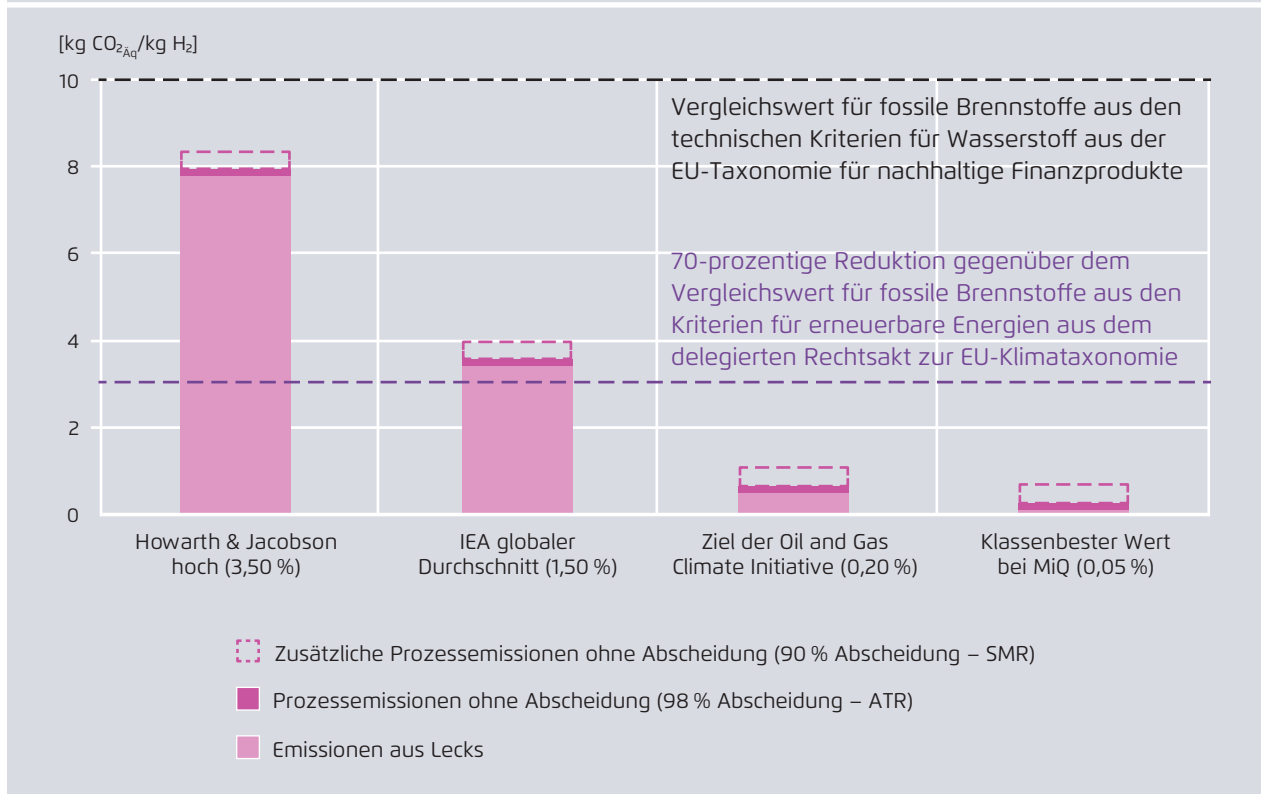 [kg CO₂Äq/kg H₂]
10
8
6
4
2
0
Vergleichswert für fossile Brennstoffe aus den
technischen Kriterien für Wasserstoff aus der
EU-Taxonomie für nachhaltige Finanzprodukte
70-prozentige Reduktion gegenüber dem
Vergleichswert für fossile Brennstoffe aus den
Kriterien für erneuerbare Energien aus dem
delegierten Rechtsakt zur EU-Klimataxonomie
Howarth & Jacobson
hoch (3,50 %)
IEA globaler
Durchschnitt (1,50 %)
Ziel der Oil and Gas
Climate Initiative (0,20 %)
Klassenbester Wert
bei MiQ (0,05 %)
Zusätzliche Prozessemissionen ohne Abscheidung (90 % Abscheidung – SMR)
Prozessemissionen ohne Abscheidung (98 % Abscheidung – ATR)
Emissionen aus Lecks